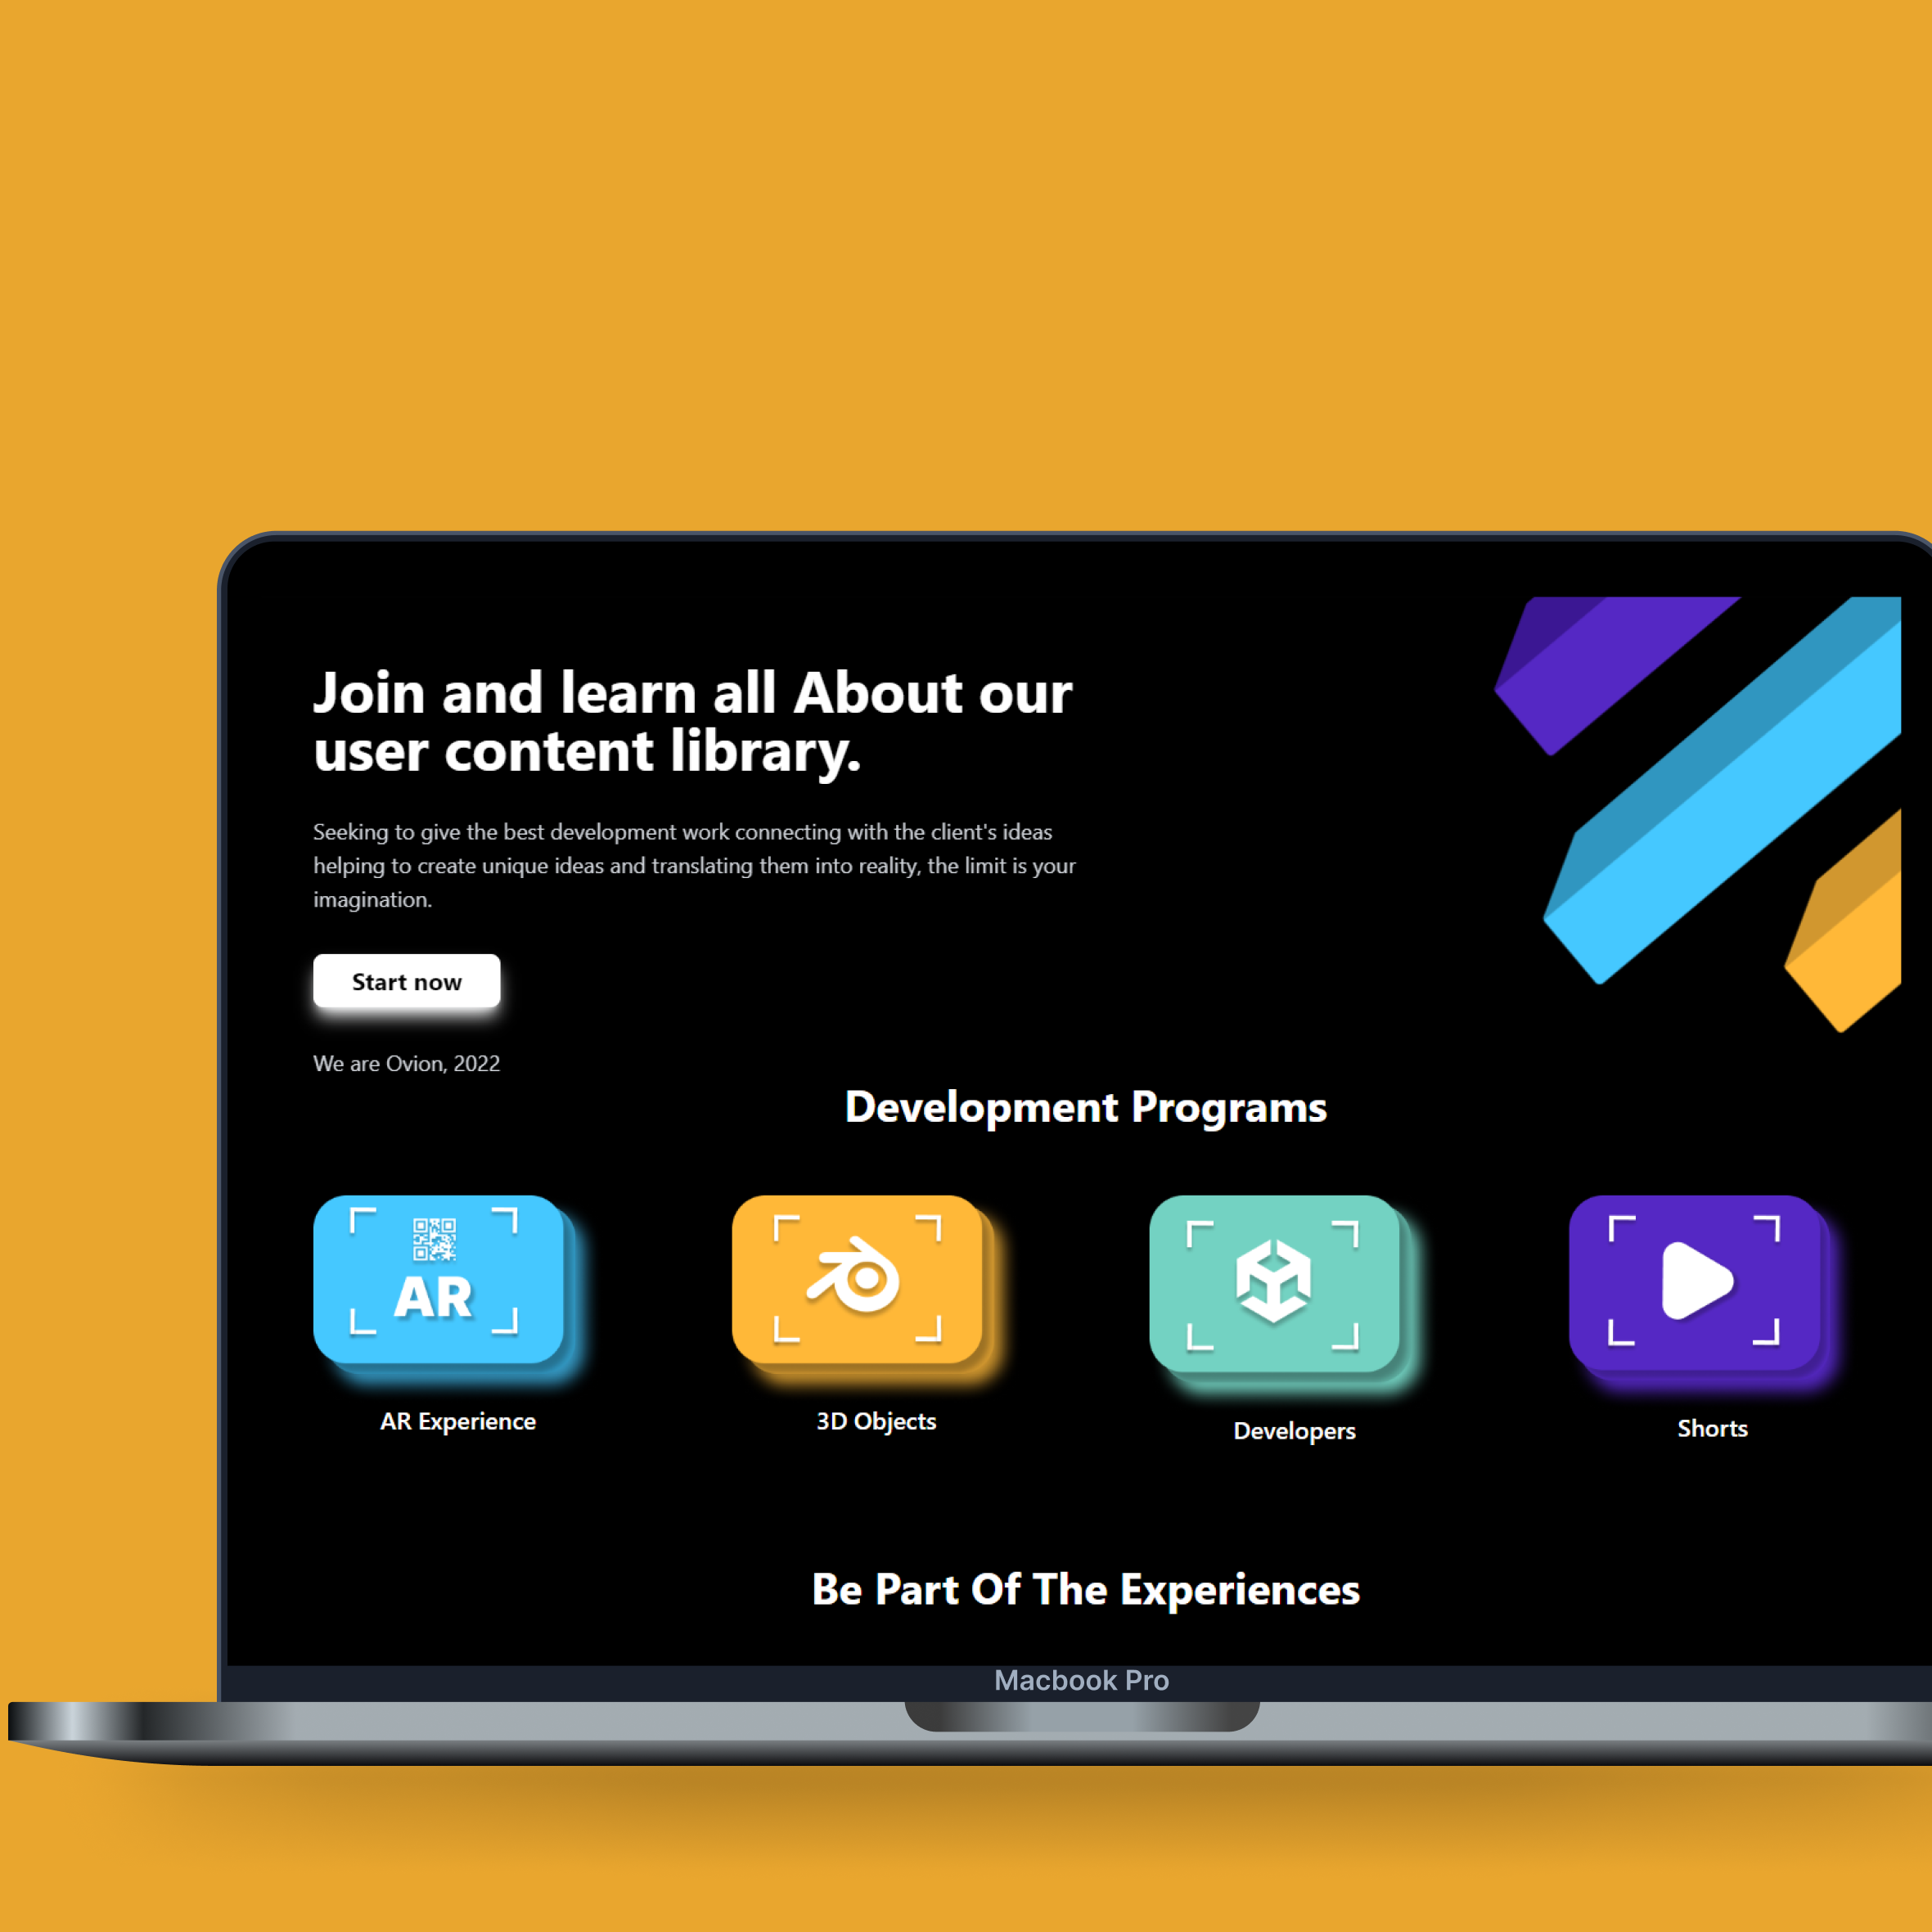 Join and learn all About our
user content library.
Seeking to give the best development work connecting with the client's ideas
helping to create unique ideas and translating them into reality, the limit is your
imagination.
Start now
We are Ovion, 2022
Development Programs
AR
AR Experience
3D Objects
Developers
Shorts
Be Part Of The Experiences
Macbook Pro